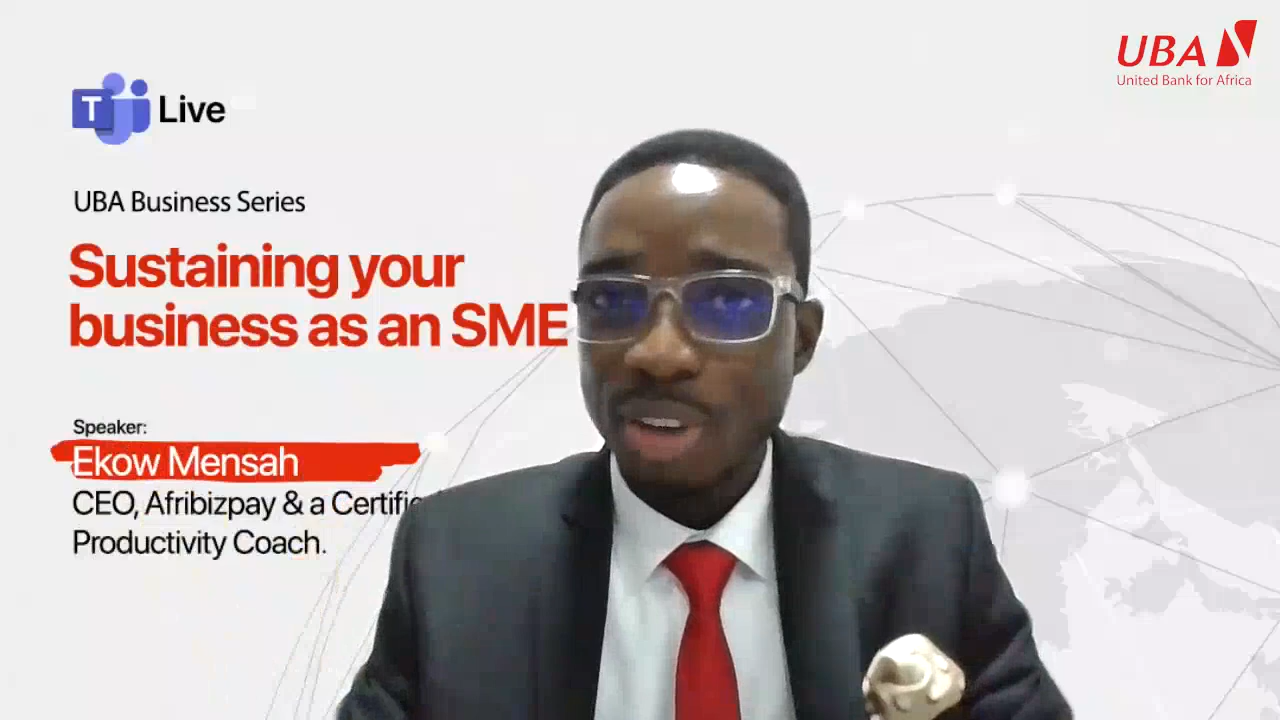 UBA
United Bank for Africa
T Live
UBA Business Series
Sustaining your
business as an SME
Speaker:
Ekow Mensah
CEO, Afribizpay & a
Productivity Coach.